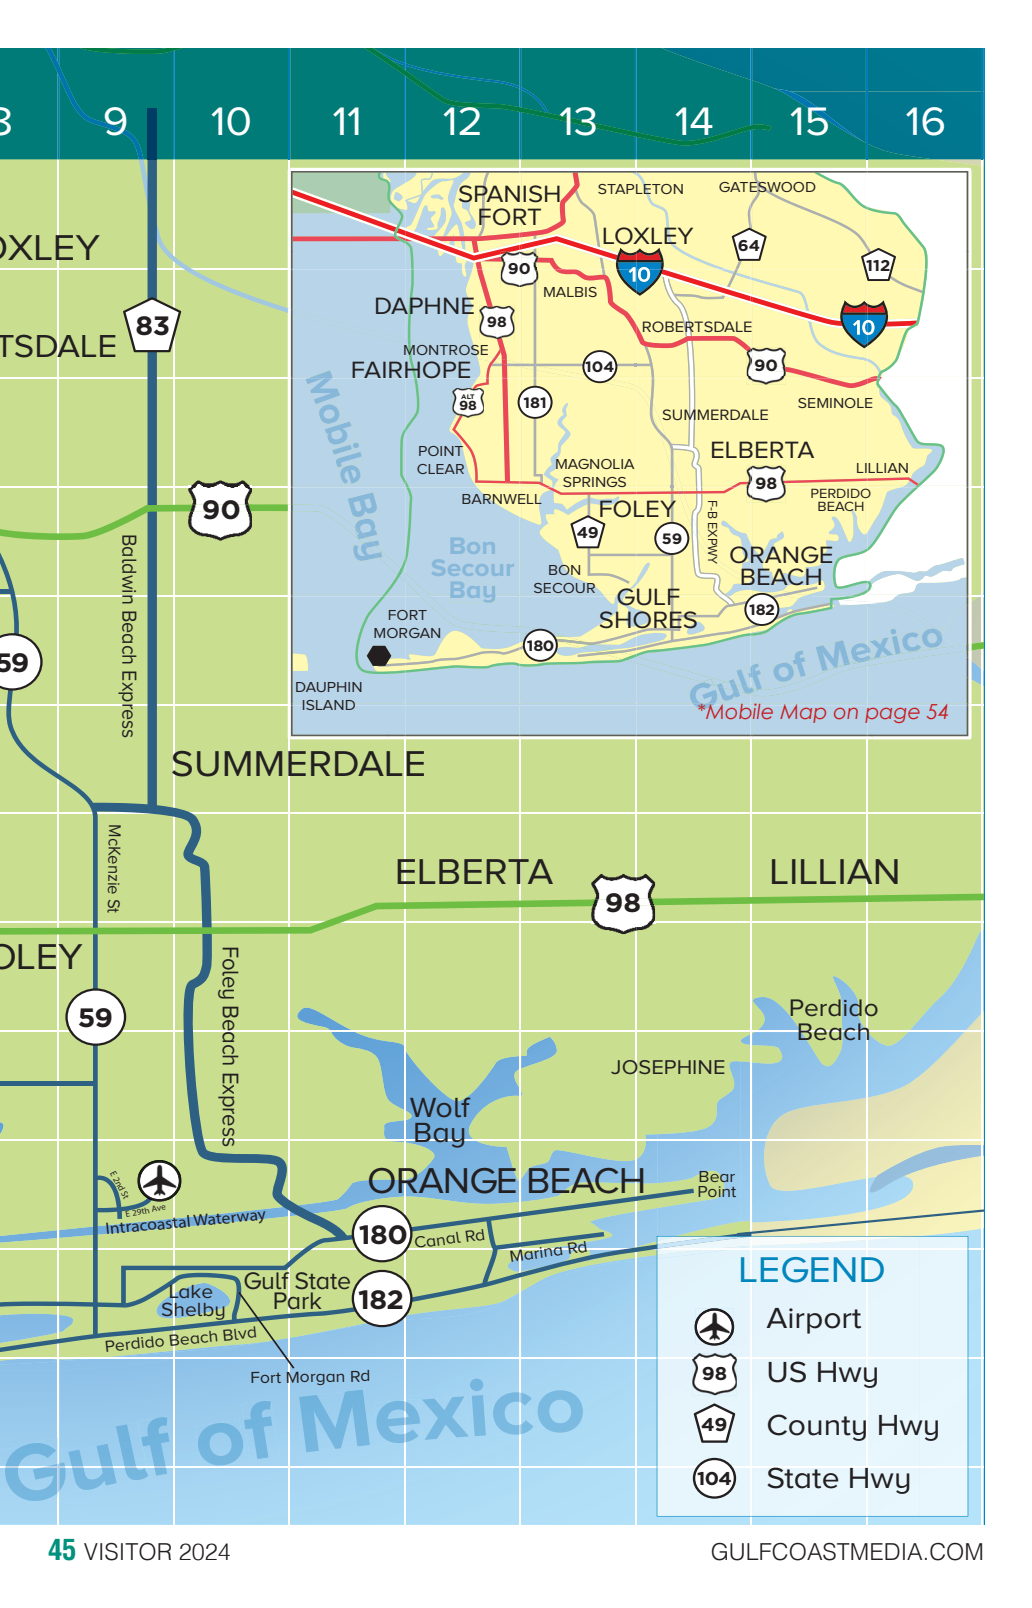 8 9 10 11 12 13 14 15 16
OXLEY
83
TSDALE
90
Baldwin Beach Express
59
SPANISH
FORT
STAPLETON
GATESWOOD
LOXLEY
64
112
90
10
MALBIS
DAPHNE
98
10
ROBERTSDALE
MONTROSE
FAIRHOPE
104
90
ALT
98
181
SEMINOLE
SUMMERDALE
Mobile Bay
POINT
CLEAR
ELBERTA
MAGNOLIA
SPRINGS
LILLIAN
98
BARNWELL
PERDIDO
BEACH
FOLEY
F-B EXPWY
49
59
Bon
Secour
Bay
ORANGE
BEACH
BON
SECOUR
GULF
SHORES
182
FORT
MORGAN
180
Gulf of Mexico
DAUPHIN
ISLAND
*Mobile Map on page 54
SUMMERDALE
McKenzie St
ELBERTA
LILLIAN
98
OLEY
Foley Beach Express
59
Perdido
Beach
JOSEPHINE
Wolf
Bay
E 2nd St
E 29th Ave
ORANGE BEACH
Bear
Point
Intracoastal Waterway
180
Canal Rd
Marina Rd
Gulf State
Park
182
Lake
Shelby
Perdido Beach Blvd
Fort Morgan Rd
Gulf of Mexico
LEGEND
Airport
98 US Hwy
49 County Hwy
104 State Hwy
45 VISITOR 2024
GULFCOASTMEDIA.COM